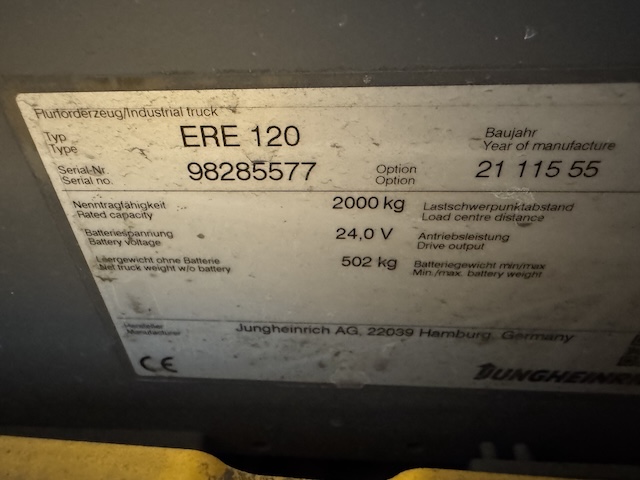 Flurförderzeug/Industrial truck
Typ ERE 120 Baujahr
Type Year of manufacture
Serial-Nr. 98285577 Option 21 115 55
Serial no. Option
Nenntragfähigkeit 2000 kg Lastschwerpunktabstand
Rated capacity Load centre distance
Batteriespannung 24,0 V Antriebsleistung
Battery voltage Drive output
Leergewicht ohne Batterie 502 kg Batteriegewicht min/max
Net truck weight w/o battery Min./max. battery weight
Hersteller Jungheinrich AG, 22039 Hamburg, Germany
Manufacturer
CE JUNGHEINRI